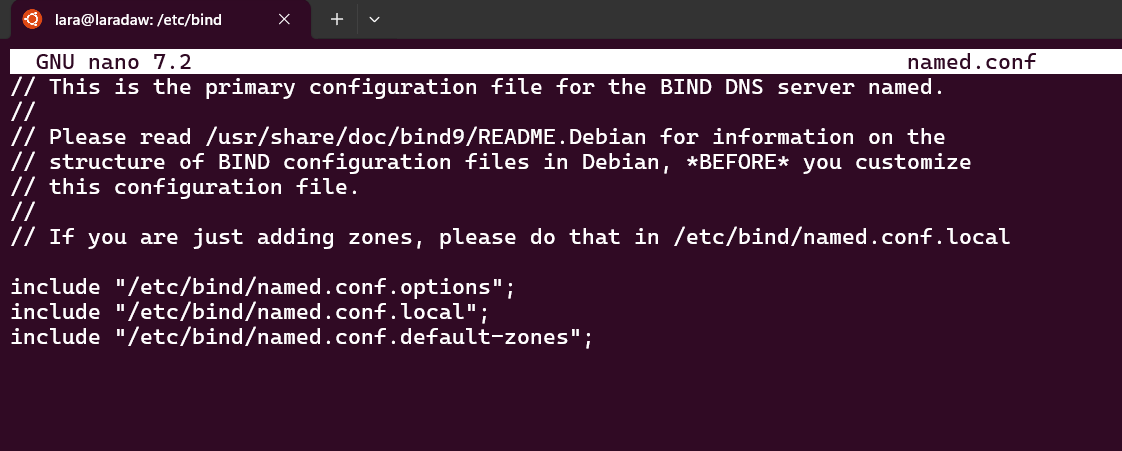 lara@laradaw: /etc/bind
GNU nano 7.2 named.conf
// This is the primary configuration file for the BIND DNS server named.
//
// Please read /usr/share/doc/bind9/README.Debian for information on the
// structure of BIND configuration files in Debian, *BEFORE* you customize
// this configuration file.
//
// If you are just adding zones, please do that in /etc/bind/named.conf.local
include "/etc/bind/named.conf.options";
include "/etc/bind/named.conf.local";
include "/etc/bind/named.conf.default-zones";